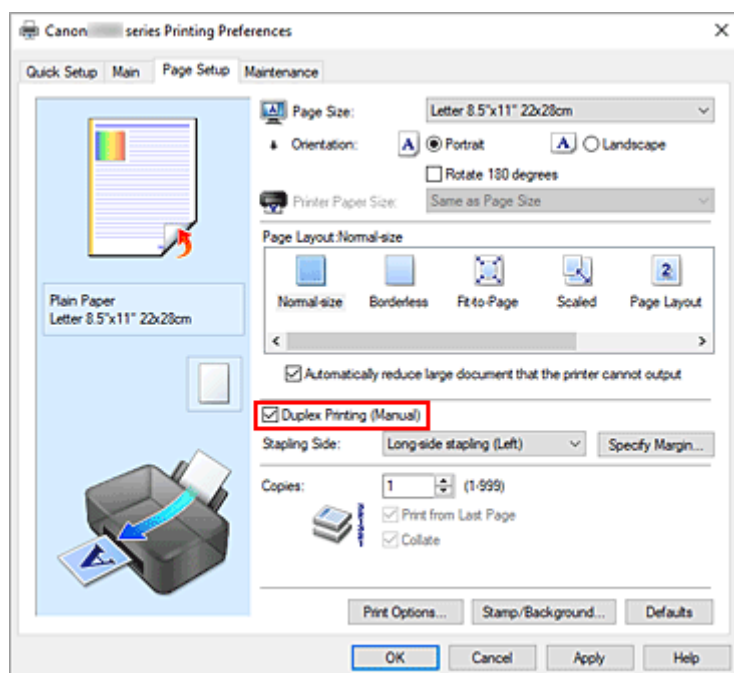 Canon series Printing Preferences
Quick Setup Main Page Setup Maintenance
Page Size: Letter 8.5"x11" 22x28cm
Orientation: A Portrait A Landscape
Rotate 180 degrees
Printer Paper Size: Same as Page Size
Page Layout:Normal-size
2
Normal-size Borderless Fit-to-Page Scaled Page Layout
Plain Paper
Letter 8.5"x11" 22x28cm
Automatically reduce large document that the printer cannot output
Duplex Printing (Manual)
Stapling Side: Long-side stapling (Left) Specify Margin...
Copies: 1 (1-999)
Print from Last Page
Collate
A
Print Options... Stamp/Background... Defaults
OK Cancel Apply Help